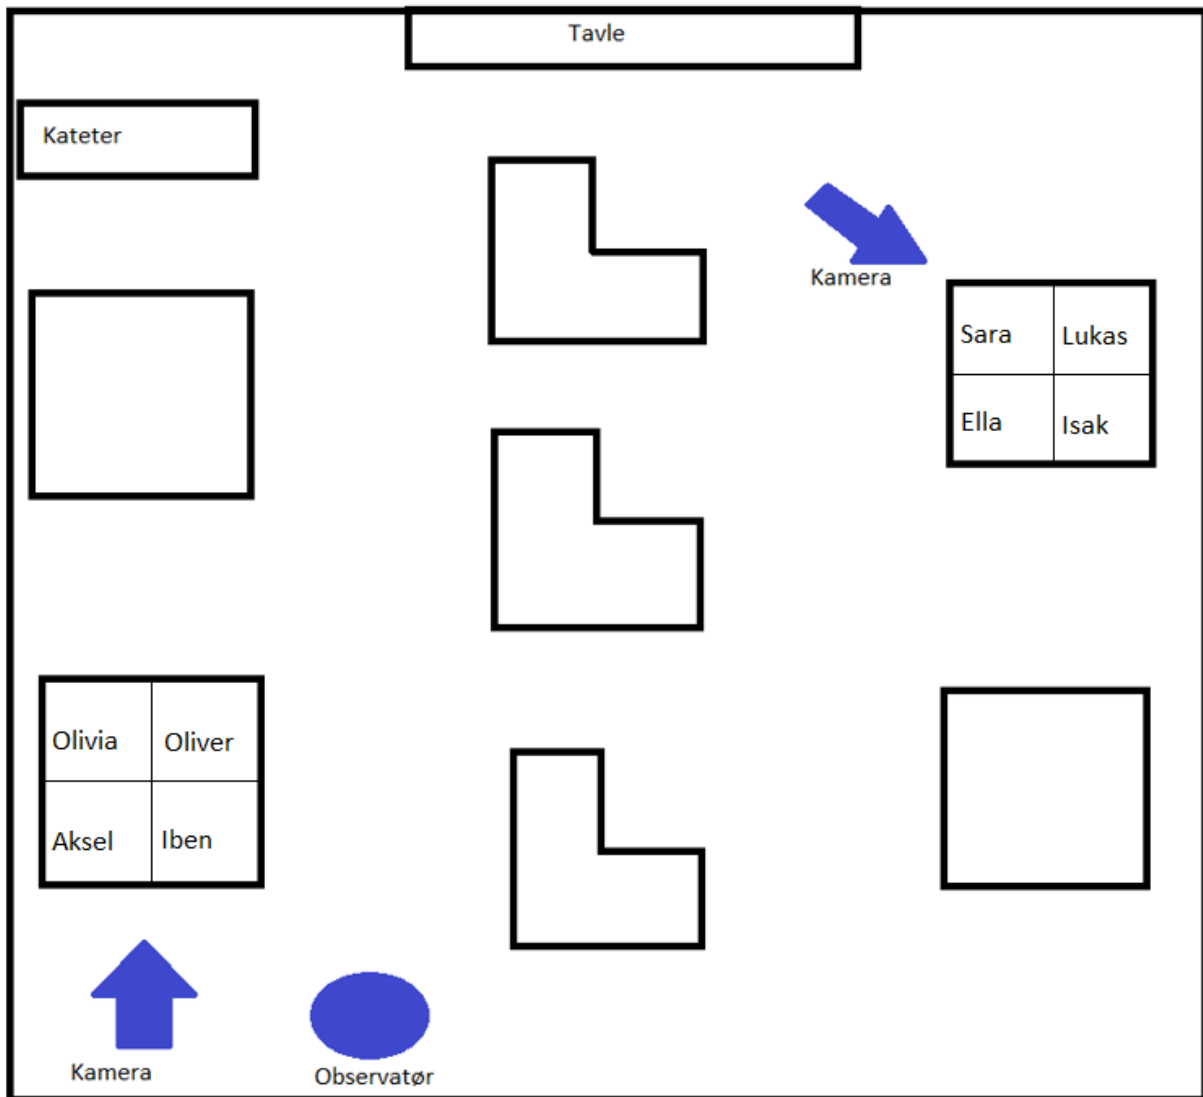 Tavle
Kateter
Kamera
Sara Lukas
Ella Isak
Olivia Oliver
Aksel Iben
Kamera
Observatør